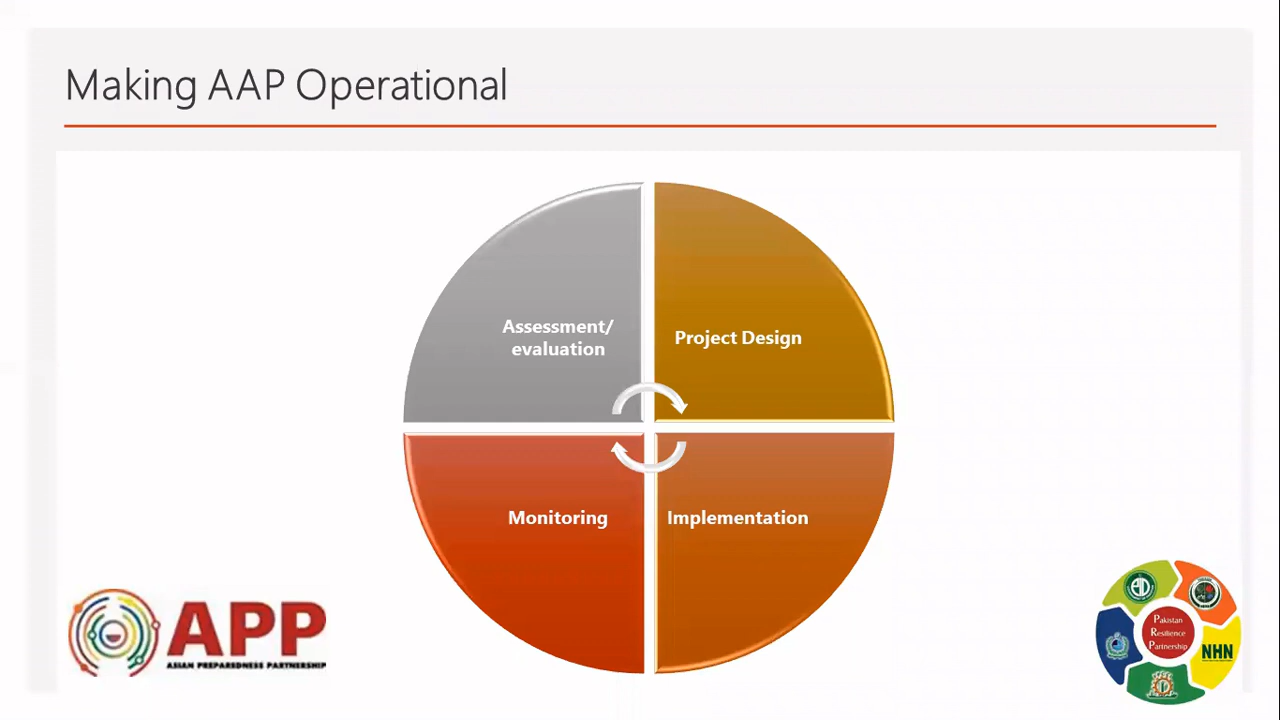 Making AAP Operational
Assessment/
evaluation
Project Design
Monitoring
Implementation
APP
ASIAN PREPAREDNESS PARTNERSHIP
Pakistan
Resilience
Partnership
NHN